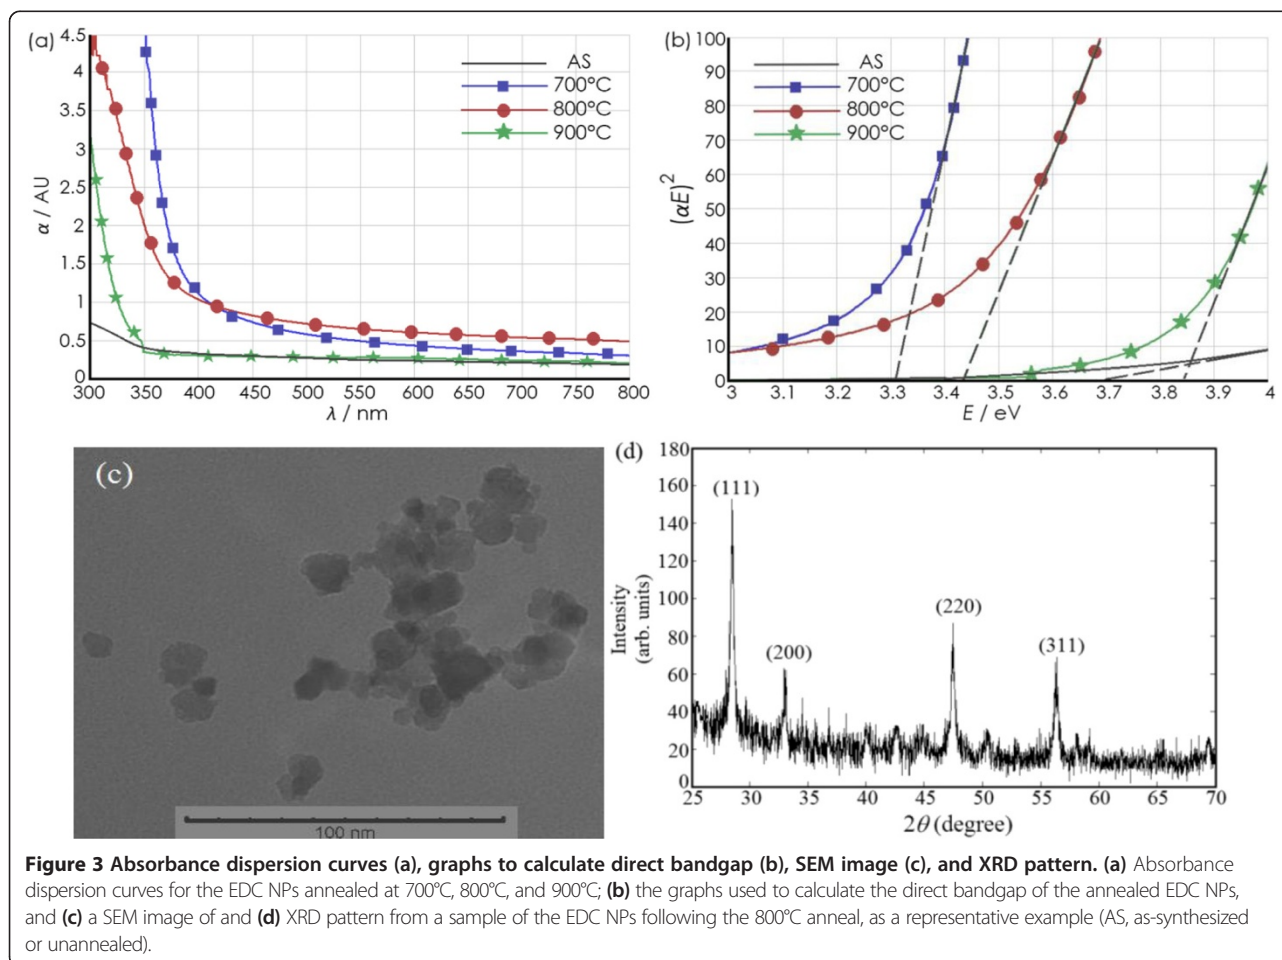 (a)
4.5
4
3.5
3
2.5
2
1.5
1
0.5
0
α / AU
AS
700°C
800°C
900°C
300 350 400 450 500 550 600 650 700 750 800
λ / nm
(b)
100
90
80
70
60
50
40
30
20
10
0
(αE)²
AS
700°C
800°C
900°C
3 3.1 3.2 3.3 3.4 3.5 3.6 3.7 3.8 3.9 4
E / eV
(c)
100 nm
(d)
180
160
140
120
100
80
60
40
20
0
Intensity
(arb. units)
(111)
(200)
(220)
(311)
25 30 35 40 45 50 55 60 65 70
2θ (degree)
Figure 3 Absorbance dispersion curves (a), graphs to calculate direct bandgap (b), SEM image (c), and XRD pattern. (a) Absorbance
dispersion curves for the EDC NPs annealed at 700°C, 800°C, and 900°C; (b) the graphs used to calculate the direct bandgap of the annealed EDC NPs,
and (c) a SEM image of and (d) XRD pattern from a sample of the EDC NPs following the 800°C anneal, as a representative example (AS, as-synthesized
or unannealed).